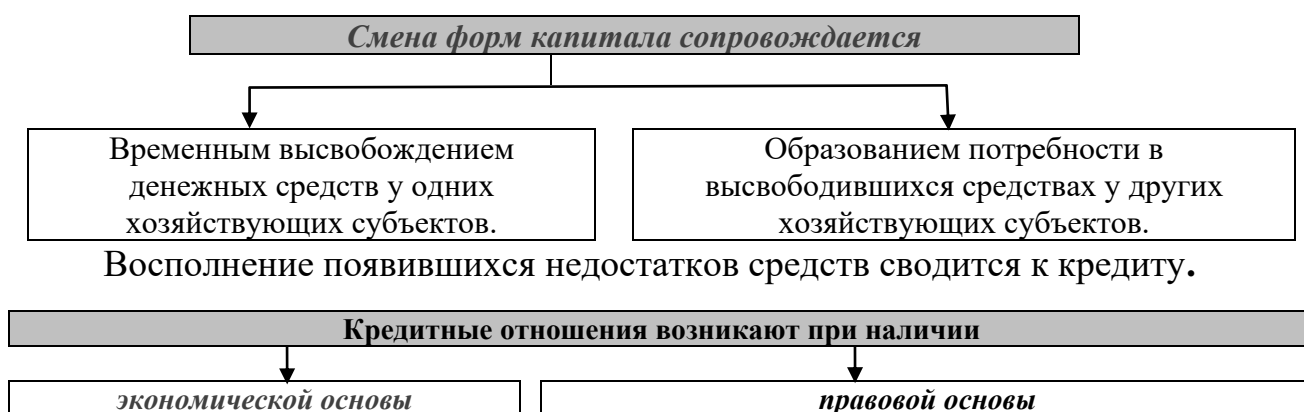 Смена форм капитала сопровождается
Временным высвобождением
денежных средств у одних
хозяйствующих субъектов.
Образованием потребности в
высвободившихся средствах у других
хозяйствующих субъектов.
Восполнение появившихся недостатков средств сводится к кредиту.
Кредитные отношения возникают при наличии
экономической основы
правовой основы